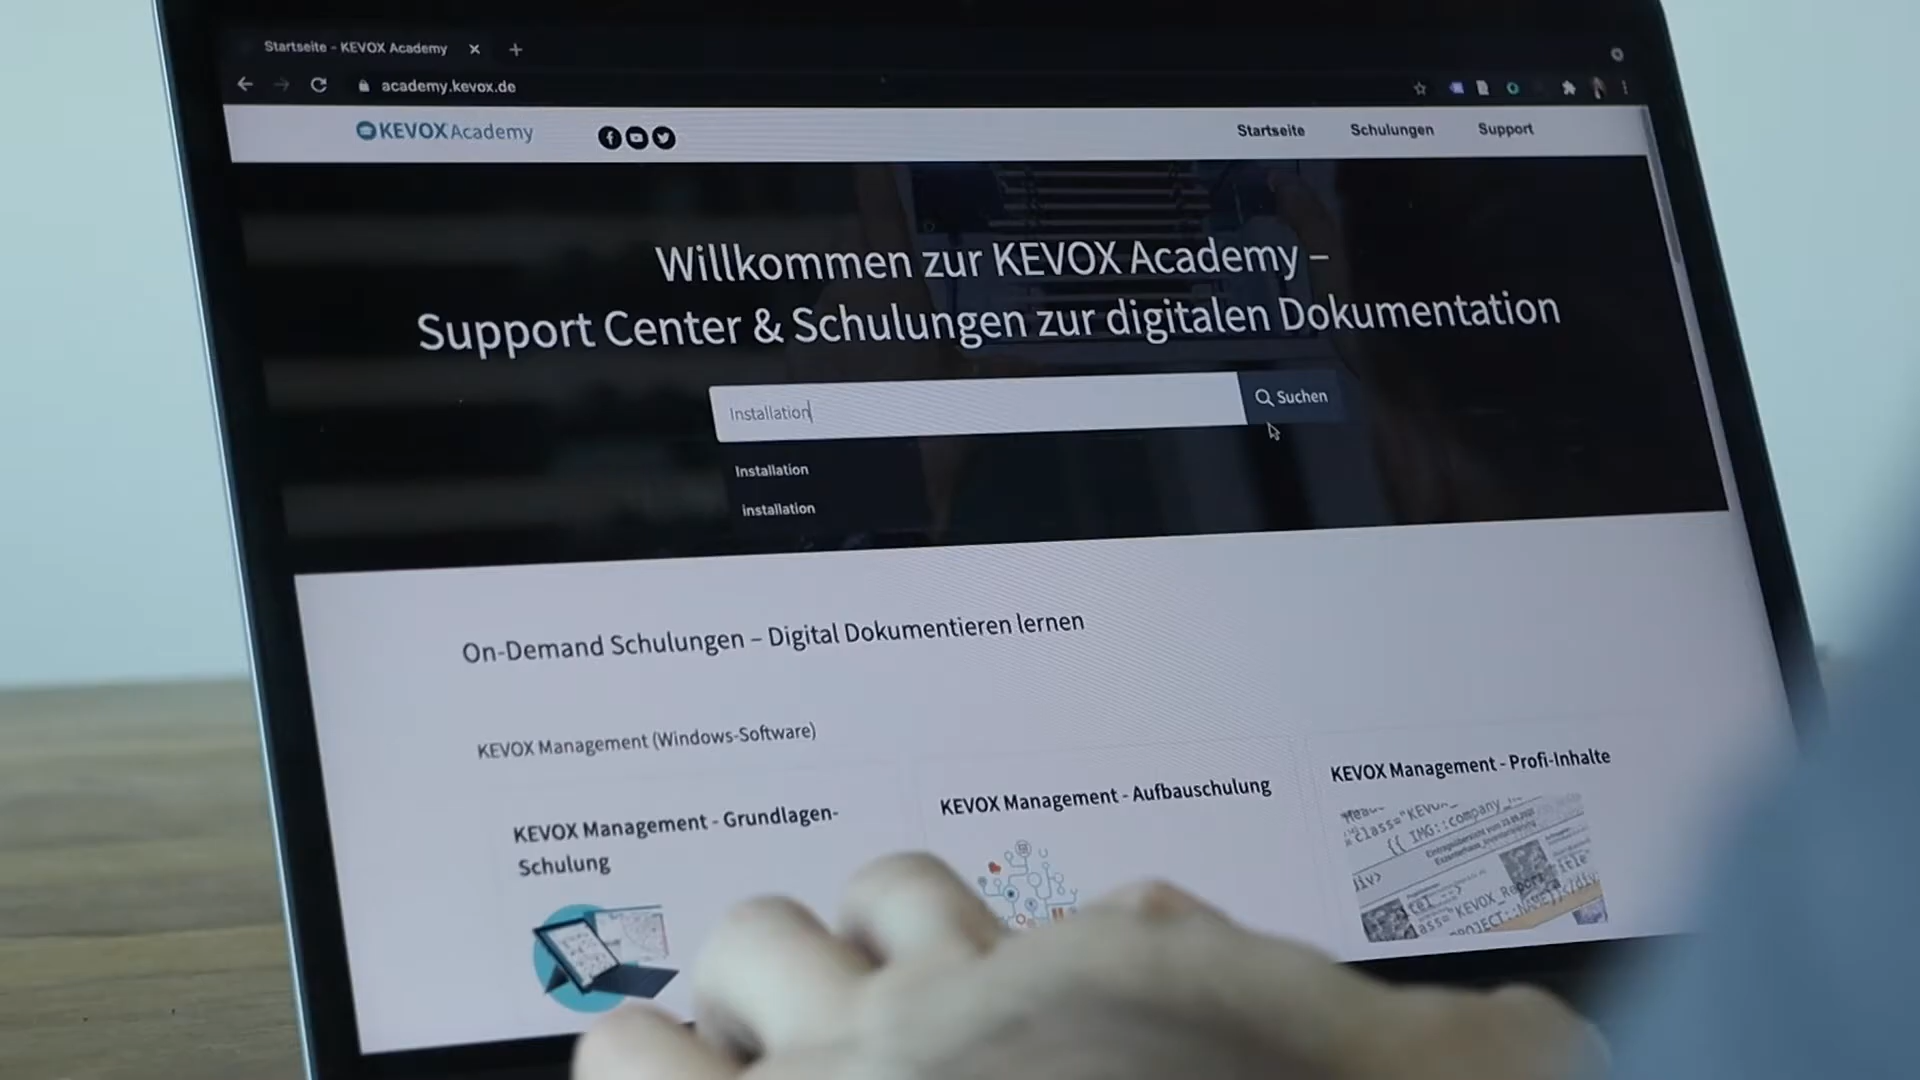 Startseite – KEVOX Academy
academy.kevox.de
KEVOX Academy
Startseite
Schulungen
Support
Willkommen zur KEVOX Academy –
Support Center & Schulungen zur digitalen Dokumentation
Installation
Suchen
Installation
installation
On-Demand Schulungen – Digital Dokumentieren lernen
KEVOX Management (Windows-Software)
KEVOX Management - Grundlagen-
Schulung
KEVOX Management - Aufbauschulung
KEVOX Management - Profi-Inhalte
{{ IMG::company_